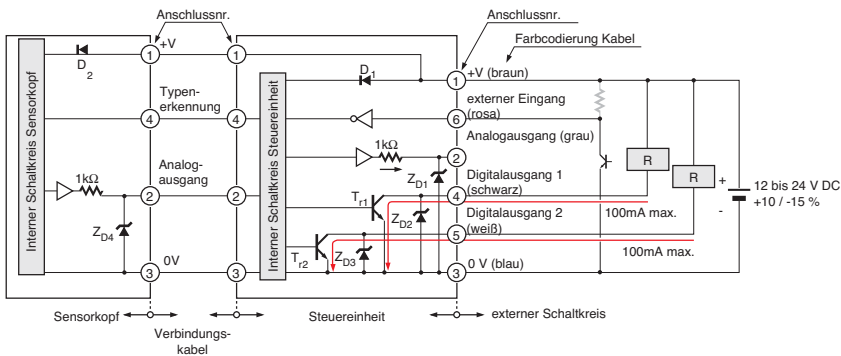 Anschlussnr.
Anschlussnr.
Farbcodierung Kabel
Interner Schaltkreis Sensorkopf
D2
+V
1
1
Typen-
erkennung
4
4
1kΩ
Analog-
ausgang
2
2
ZD4
0V
3
3
Interner Schaltkreis Steuereinheit
D1
1
+V (braun)
6
externer Eingang
(rosa)
Analogausgang (grau)
1kΩ
2
ZD1
4
Digitalausgang 1
(schwarz)
Tr1
ZD2
100mA max.
Digitalausgang 2
(weiß)
5
Tr2
ZD3
100mA max.
3
0 V (blau)
R
R
+
-
12 bis 24 V DC
+10 / -15 %
Sensorkopf
Verbindungs-
kabel
Steuereinheit
externer Schaltkreis